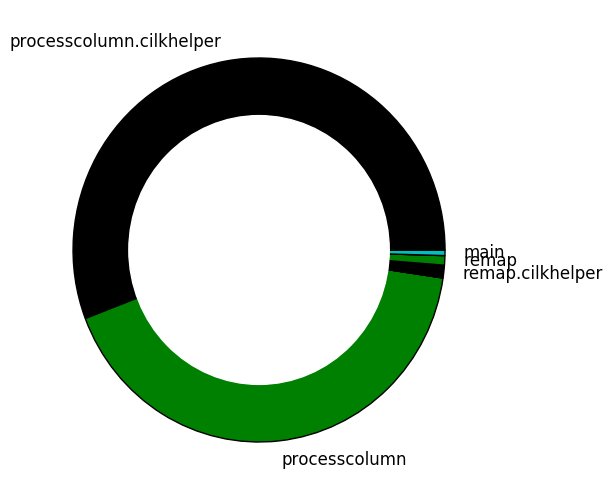 processcolumn.cilkhelper
main
remap
remap.cilkhelper
processcolumn